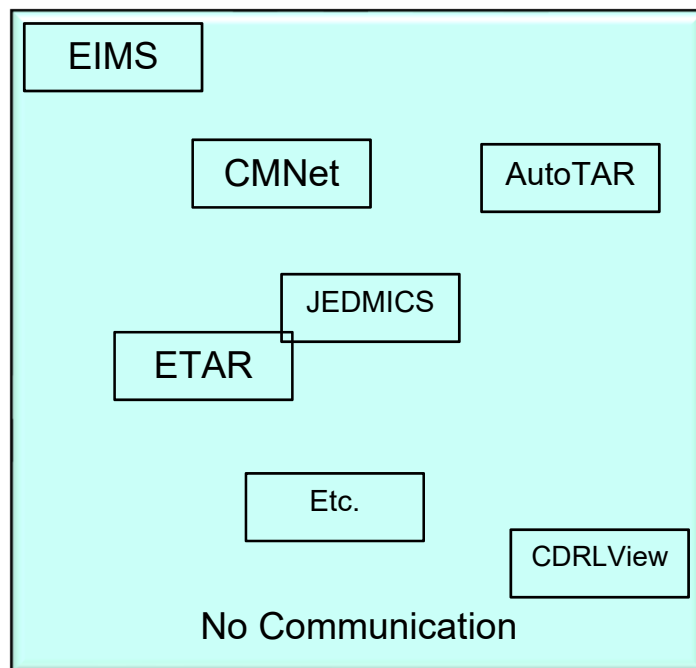 EIMS
CMNet
AutoTAR
JEDMICS
ETAR
Etc.
CDRLView
No Communication